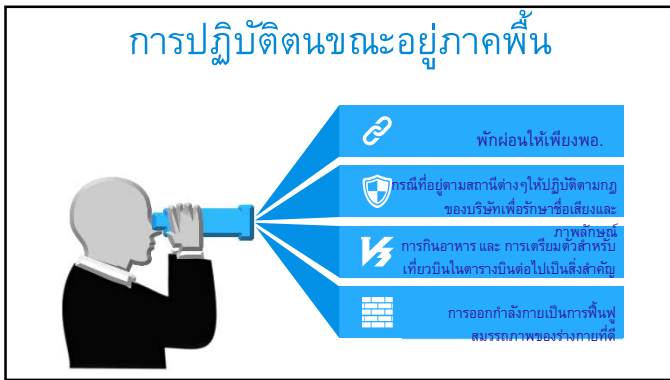 การปฏิบัติตนขณะอยู่ภาคพื้น
พักผ่อนให้เพียงพอ.
กรณีที่อยู่ตามสถานีต่างๆให้ปฏิบัติตามกฎ
ของบริษัทเพื่อรักษาชื่อเสียงและ
ภาพลักษณ์
การกินอาหาร และ การเตรียมตัวสำหรับ
เที่ยวบินในตารางบินต่อไปเป็นสิ่งสำคัญ
การออกกำลังกายเป็นการฟื้นฟู
สมรรถภาพของร่างกายที่ดี